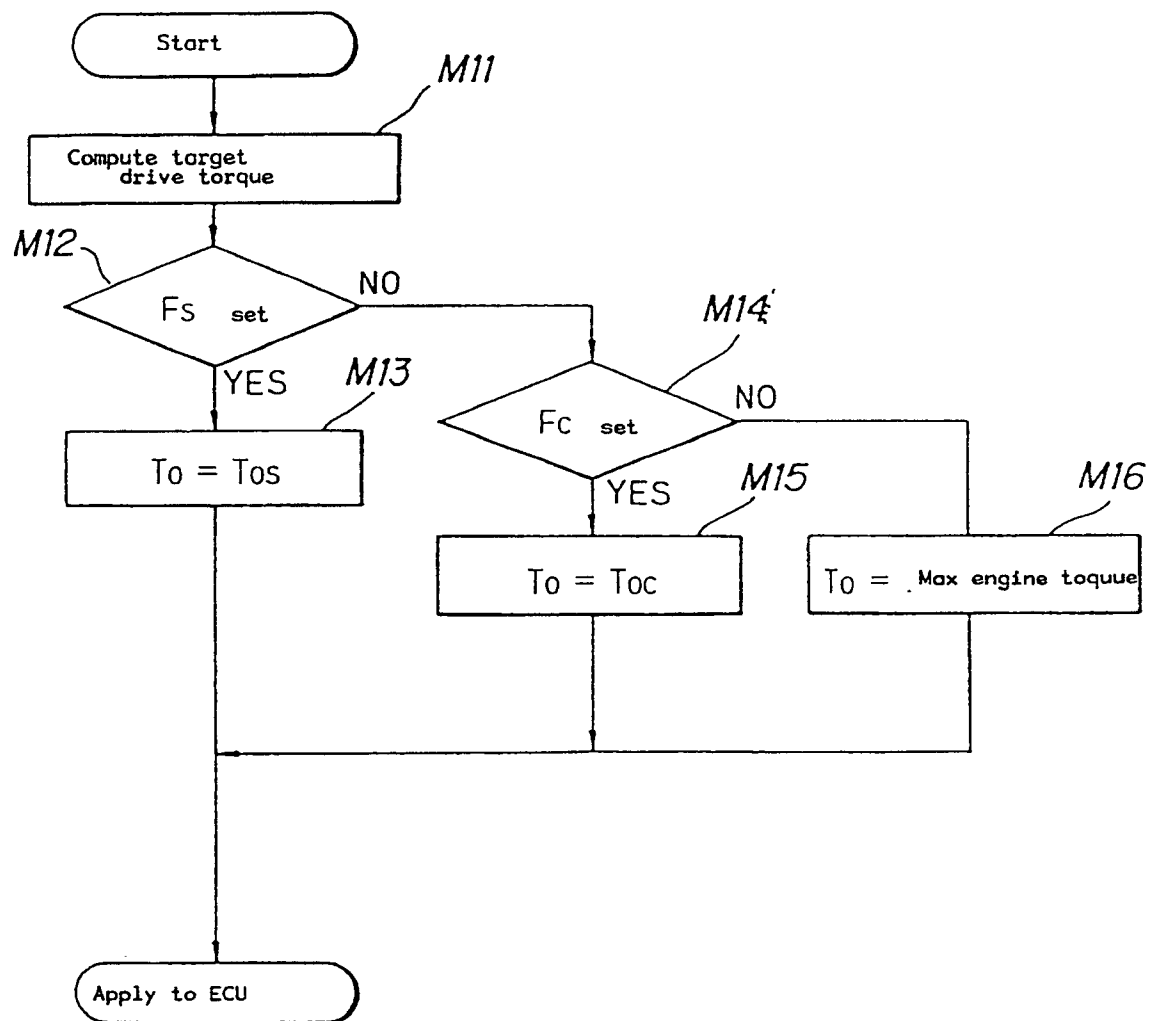 Start
M11
Compute target
drive torque
M12
Fs set
NO
YES
M13
To = Tos
M14
Fc set
NO
YES
M15
To = Toc
M16
To = Max engine toquue
Apply to ECU